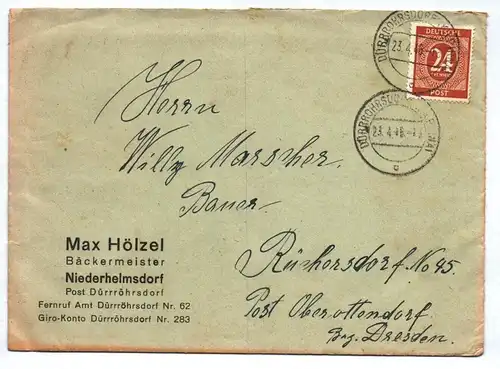 DÜRRRÖHRSDORF
23.4.46
DEUTSCHE
24
PFENNIG
POST
DÜRRRÖHRSDORF
23.4.46
a
Herrn
Willy Marscher
Bauer
Max Hölzel
Bäckermeister
Niederhelmsdorf
Post Dürrröhrsdorf
Fernruf Amt Dürrröhrsdorf Nr. 62
Giro-Konto Dürrröhrsdorf Nr. 283
Rückersdorf No 45.
Post Oberottendorf
Bez. Dresden.